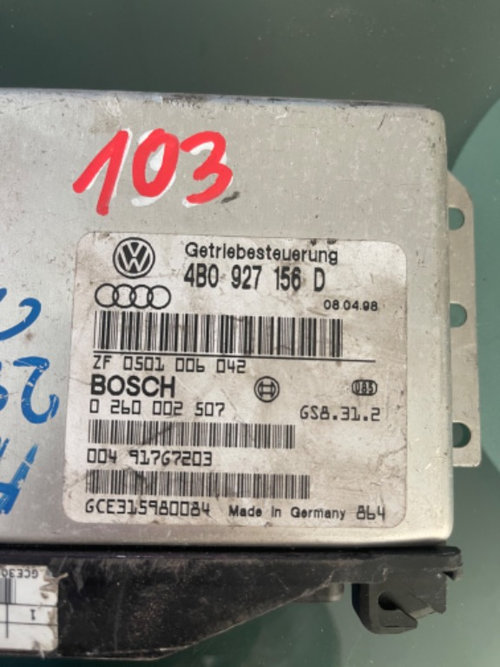 103
Getriebesteuerung
4B0 927 156 D
08.04.98
ZF 0501 006 042
BOSCH
0 260 002 507
GS8.31.2
004 91767203
GCE315980084 Made in Germany 864